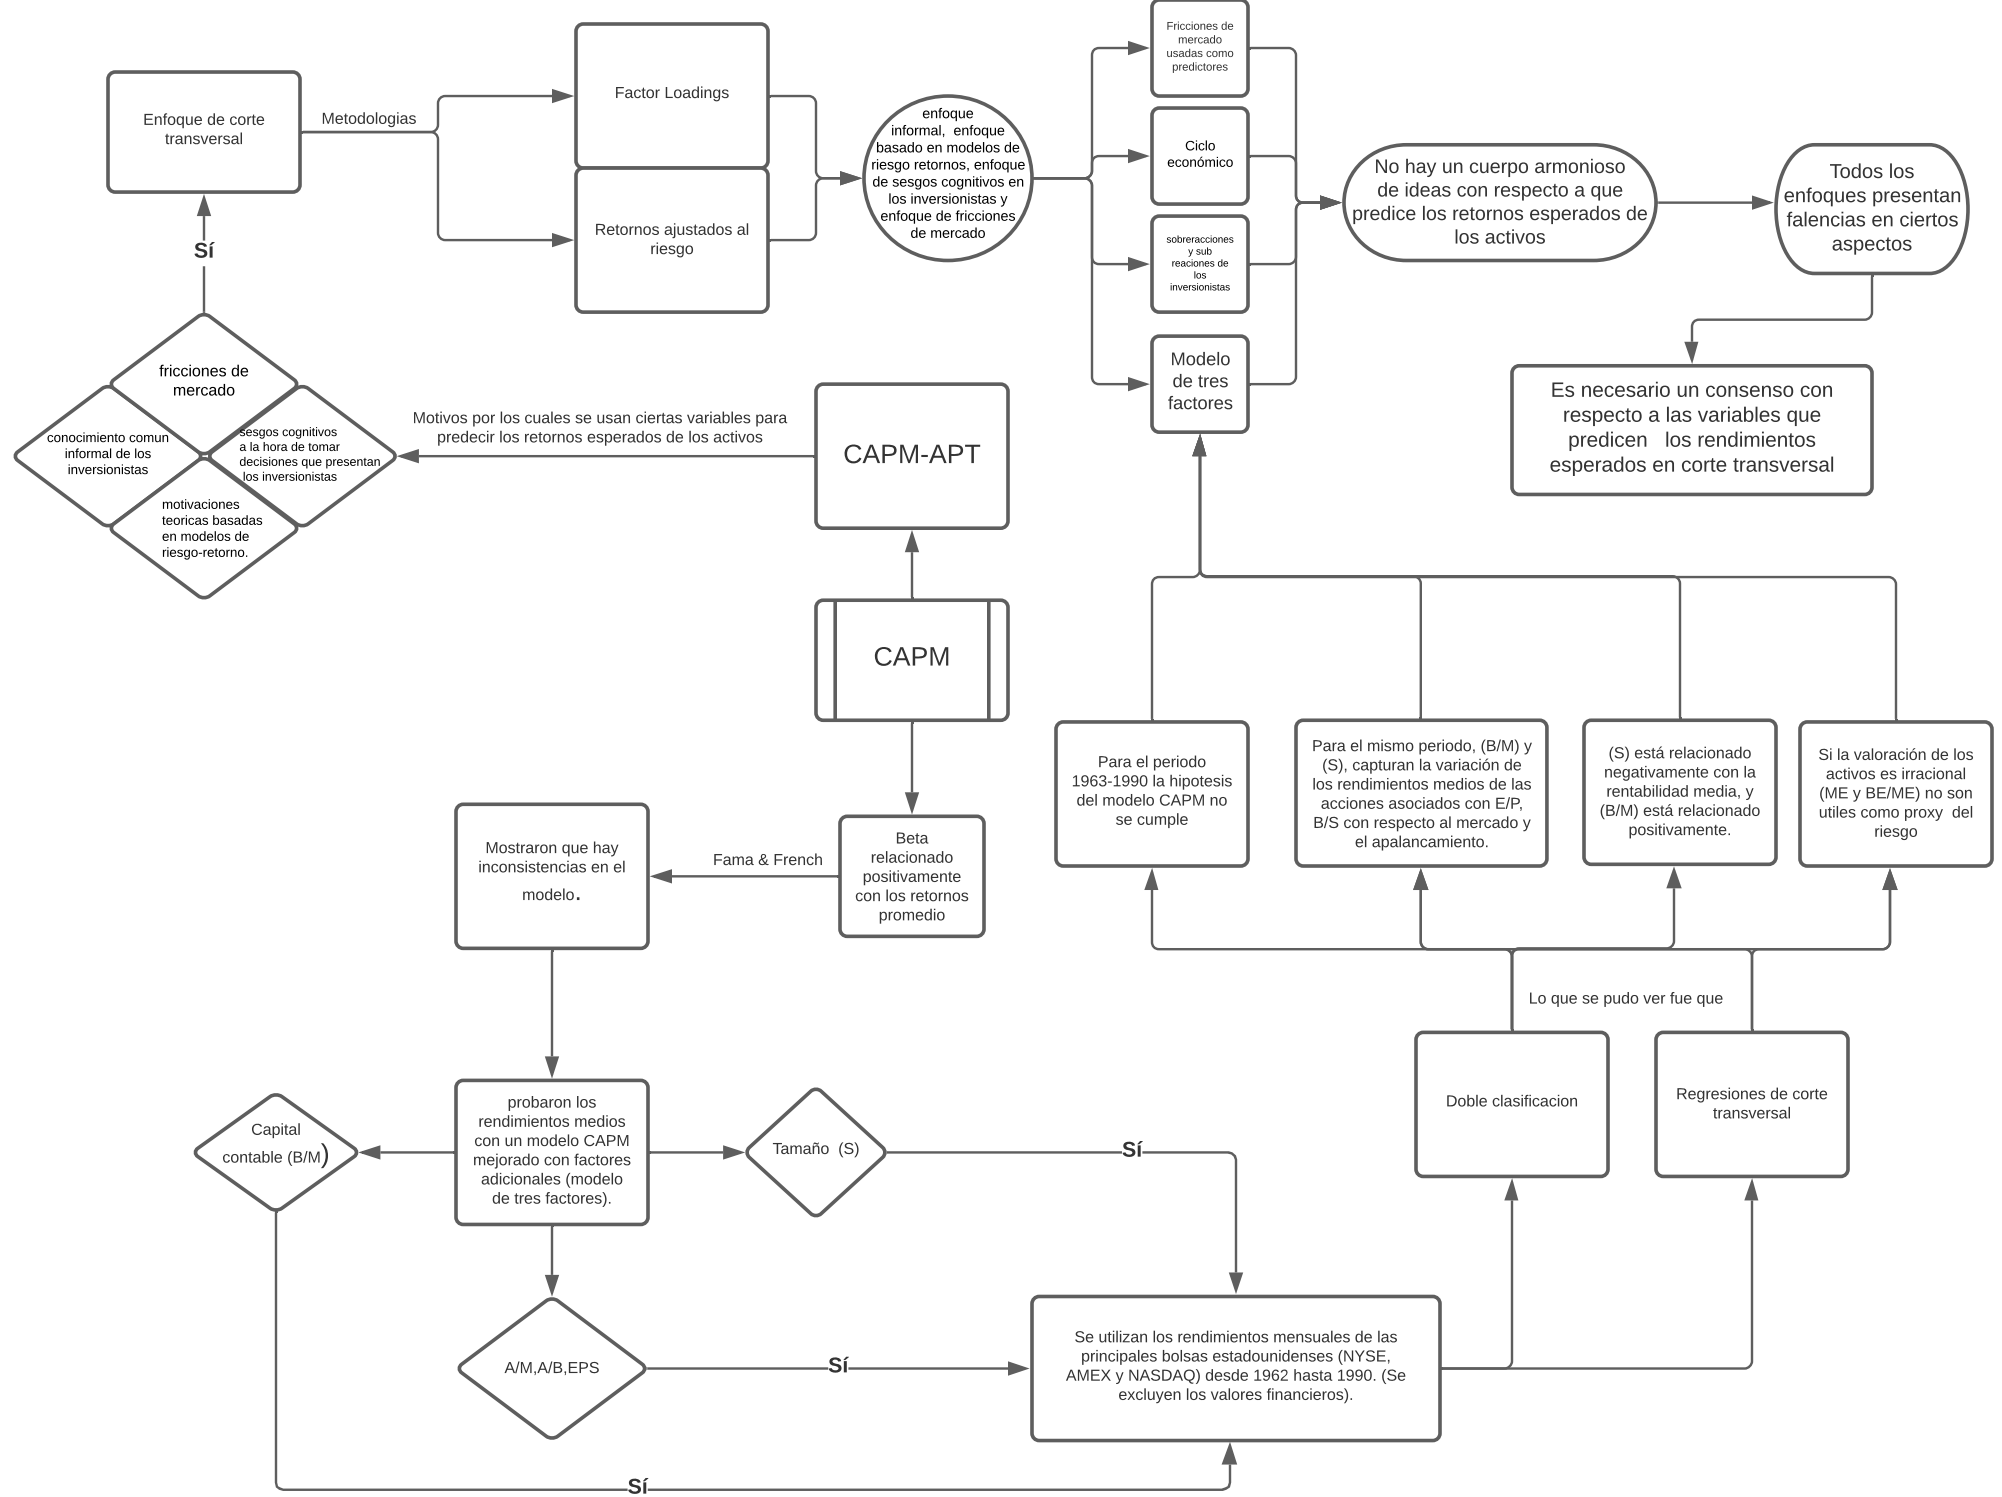 Fricciones de
mercado
usadas como
predictores
Factor Loadings
Enfoque de corte
transversal
Metodologias
enfoque
informal,  enfoque
basado en modelos de
riesgo retornos, enfoque
de sesgos cognitivos en
los inversionistas y
enfoque de fricciones
de mercado
Ciclo
económico
No hay un cuerpo armonioso
de ideas con respecto a que
predice los retornos esperados de
los activos
Todos los
enfoques presentan
falencias en ciertos
aspectos
Retornos ajustados al
riesgo
sobreracciones
y sub
reaciones de
los
inversionistas
Sí
Modelo
de tres
factores
Es necesario un consenso con
respecto a las variables que
predicen   los rendimientos
esperados en corte transversal
fricciones de
mercado
conocimiento comun
informal de los
inversionistas
sesgos cognitivos
a la hora de tomar
decisiones que presentan
los inversionistas
motivaciones
teoricas basadas
en modelos de
riesgo-retorno.
Motivos por los cuales se usan ciertas variables para
predecir los retornos esperados de los activos
CAPM-APT
CAPM
Para el periodo
1963-1990 la hipotesis
del modelo CAPM no
se cumple
Para el mismo periodo, (B/M) y
(S), capturan la variación de
los rendimientos medios de las
acciones asociados con E/P,
B/S con respecto al mercado y
el apalancamiento.
(S) está relacionado
negativamente con la
rentabilidad media, y
(B/M) está relacionado
positivamente.
Si la valoración de los
activos es irracional
(ME y BE/ME) no son
utiles como proxy  del
riesgo
Mostraron que hay
inconsistencias en el
modelo.
Fama & French
Beta
relacionado
positivamente
con los retornos
promedio
Lo que se pudo ver fue que
Doble clasificacion
Regresiones de corte
transversal
Capital
contable (B/M)
probaron los
rendimientos medios
con un modelo CAPM
mejorado con factores
adicionales (modelo
de tres factores).
Tamaño  (S)
Sí
A/M,A/B,EPS
Sí
Se utilizan los rendimientos mensuales de las
principales bolsas estadounidenses (NYSE,
AMEX y NASDAQ) desde 1962 hasta 1990. (Se
excluyen los valores financieros).
Sí